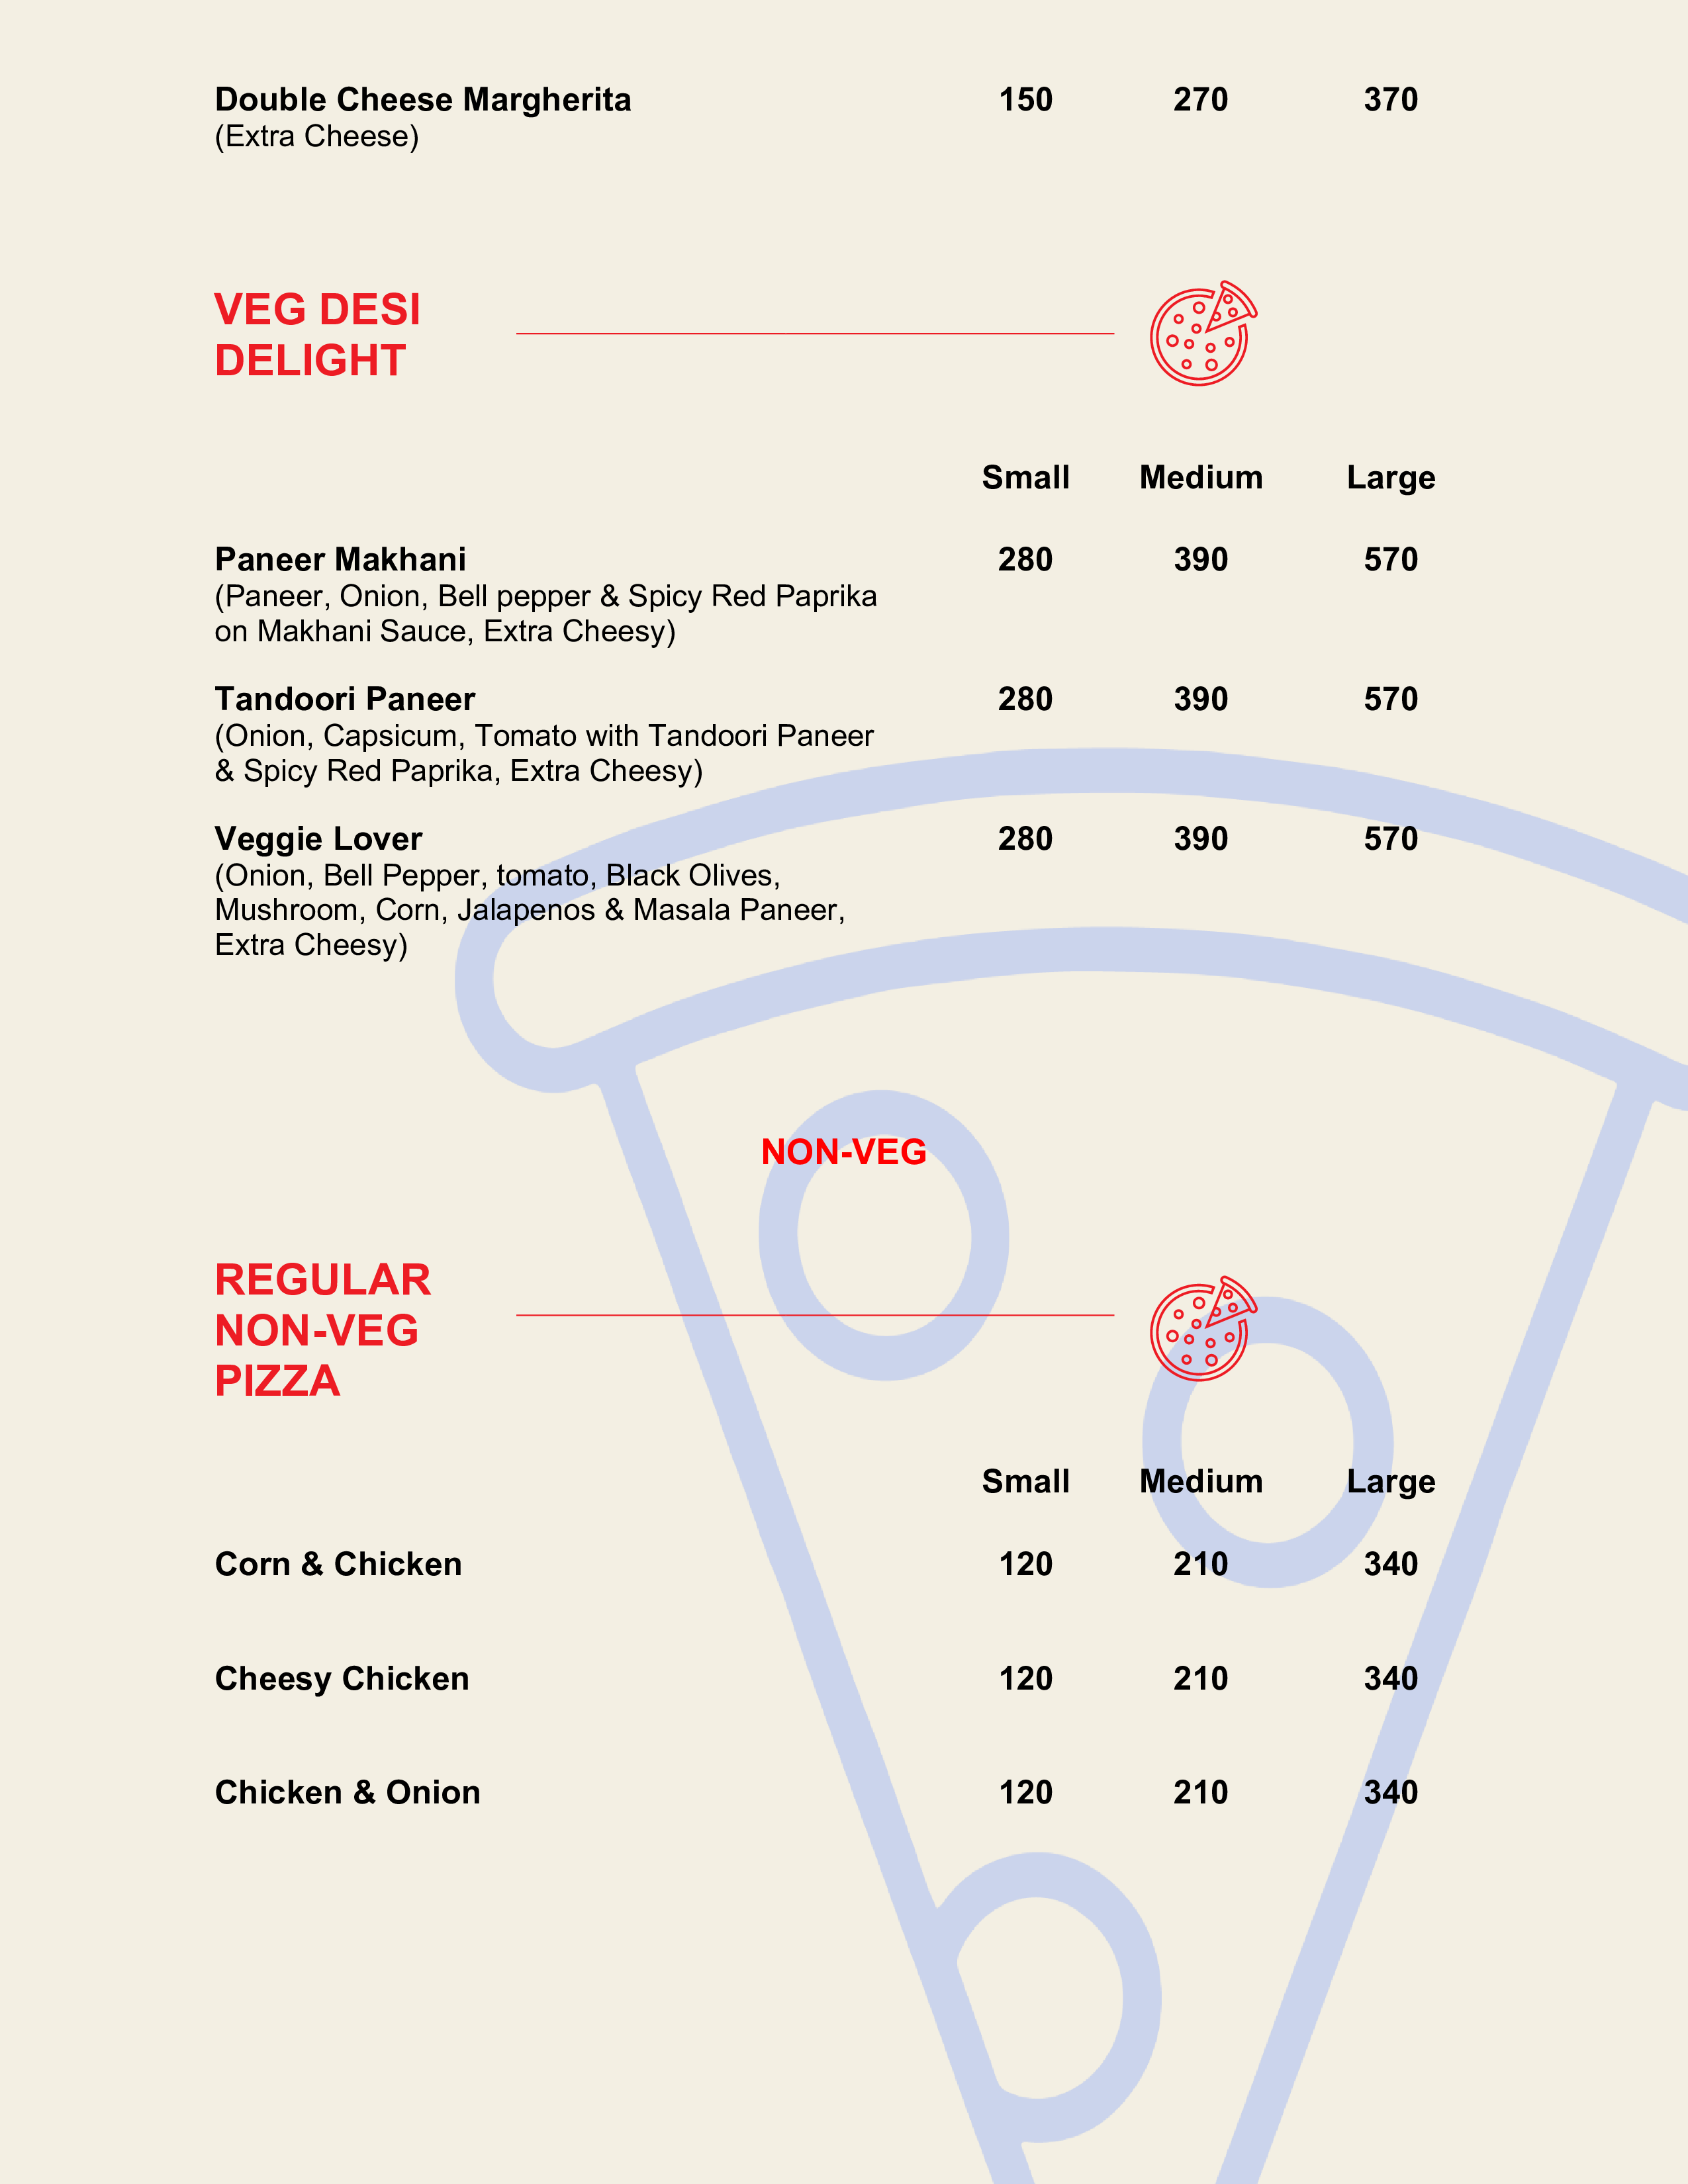 Double Cheese Margherita 150 270 370
(Extra Cheese)
VEG DESI
DELIGHT
Small Medium Large
Paneer Makhani 280 390 570
(Paneer, Onion, Bell pepper & Spicy Red Paprika
on Makhani Sauce, Extra Cheesy)
Tandoori Paneer 280 390 570
(Onion, Capsicum, Tomato with Tandoori Paneer
& Spicy Red Paprika, Extra Cheesy)
Veggie Lover 280 390 570
(Onion, Bell Pepper, tomato, Black Olives,
Mushroom, Corn, Jalapenos & Masala Paneer,
Extra Cheesy)
NON-VEG
REGULAR
NON-VEG
PIZZA
Small Medium Large
Corn & Chicken 120 210 340
Cheesy Chicken 120 210 340
Chicken & Onion 120 210 340